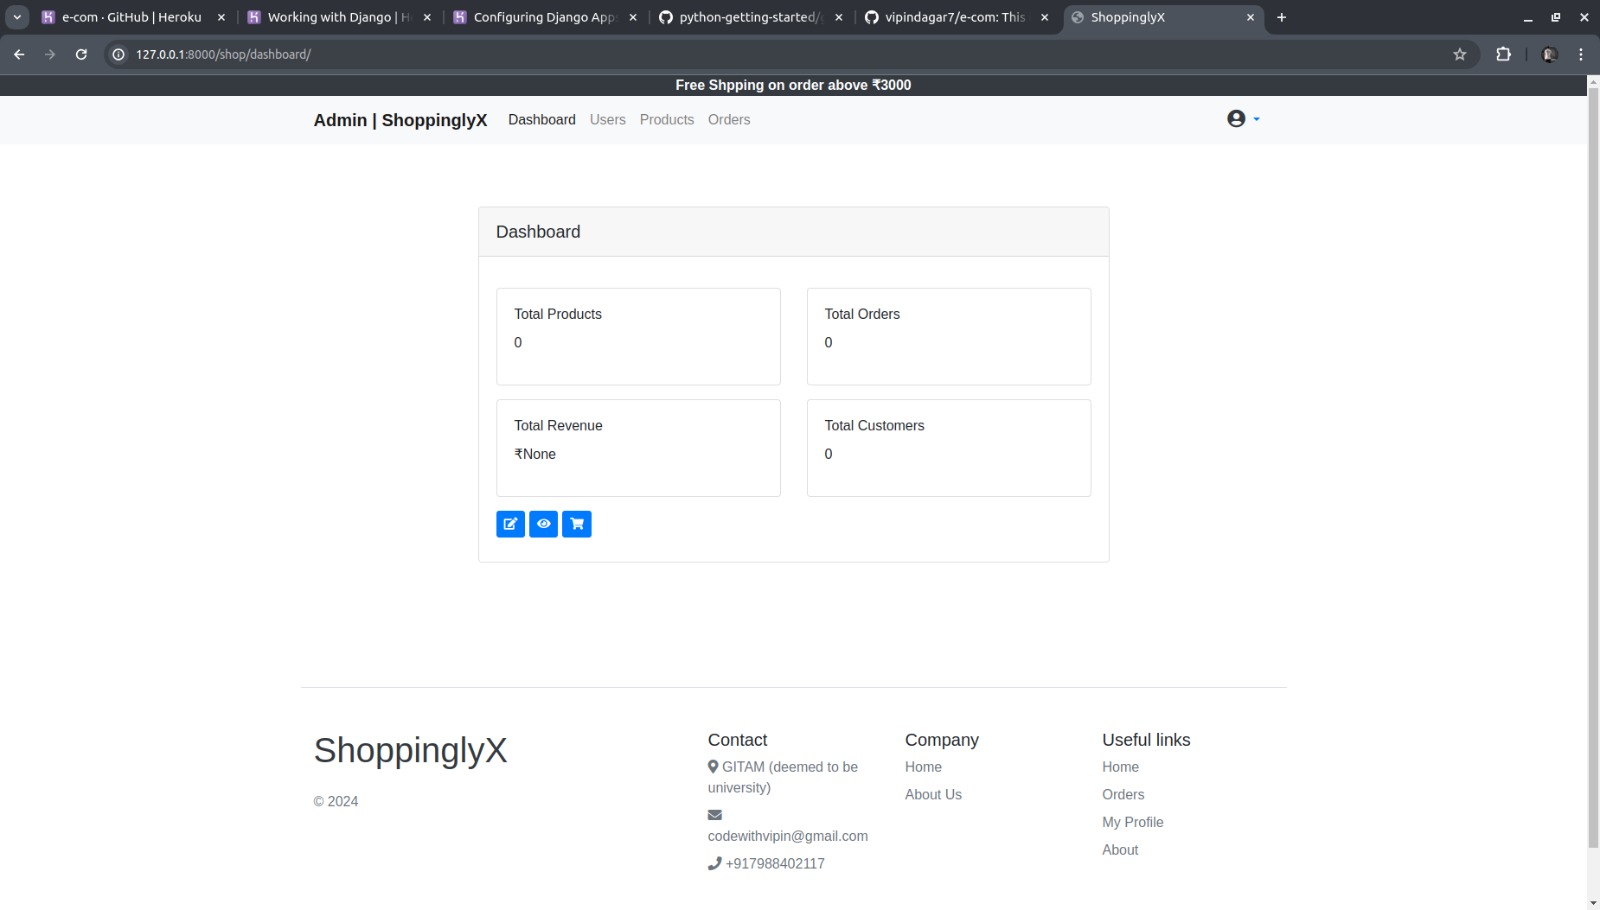 e-com · GitHub | Heroku
Working with Django | H
Configuring Django App
python-getting-started/
vipindagar7/e-com: This
ShoppinglyX
127.0.0.1:8000/shop/dashboard/
Free Shpping on order above ₹3000
Admin | ShoppinglyX Dashboard Users Products Orders
Dashboard
Total Products
0
Total Orders
0
Total Revenue
₹None
Total Customers
0
ShoppinglyX
© 2024
Contact
GITAM (deemed to be
university)
codewithvipin@gmail.com
+917988402117
Company
Home
About Us
Useful links
Home
Orders
My Profile
About